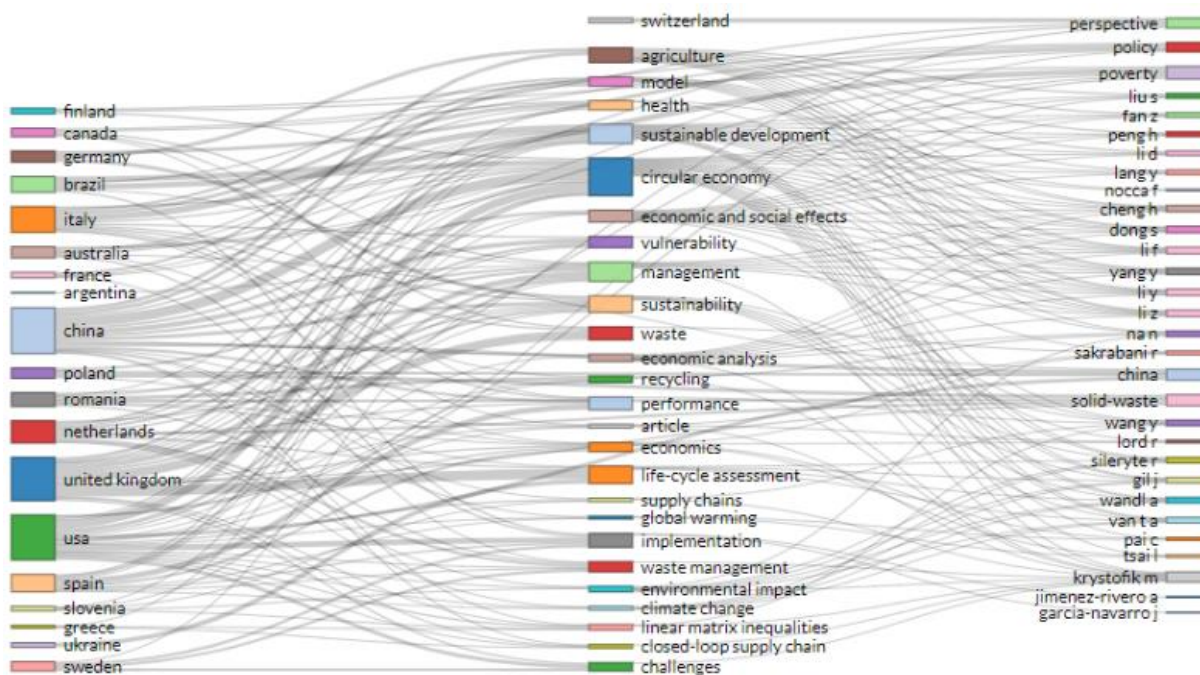 finland
canada
germany
brazil
italy
australia
france
argentina
china
poland
romania
netherlands
united kingdom
usa
spain
slovenia
greece
ukraine
sweden
switzerland
agriculture
model
health
sustainable development
circular economy
economic and social effects
vulnerability
management
sustainability
waste
economic analysis
recycling
performance
article
economics
life-cycle assessment
supply chains
global warming
implementation
waste management
environmental impact
climate change
linear matrix inequalities
closed-loop supply chain
challenges
perspective
policy
poverty
liu s
fan z
peng h
li d
lang y
nocca f
cheng h
dong s
li f
yang y
li y
li z
na n
sakrabani r
china
solid-waste
wang y
lord r
sileryte r
gil j
wandl a
van t a
pai c
tsai l
krystofik m
jimenez-rivero a
garcia-navarro j